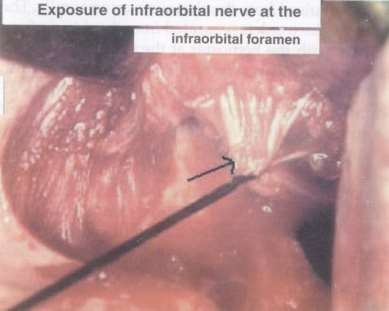 Exposure of infraorbital nerve at the
infraorbital foramen